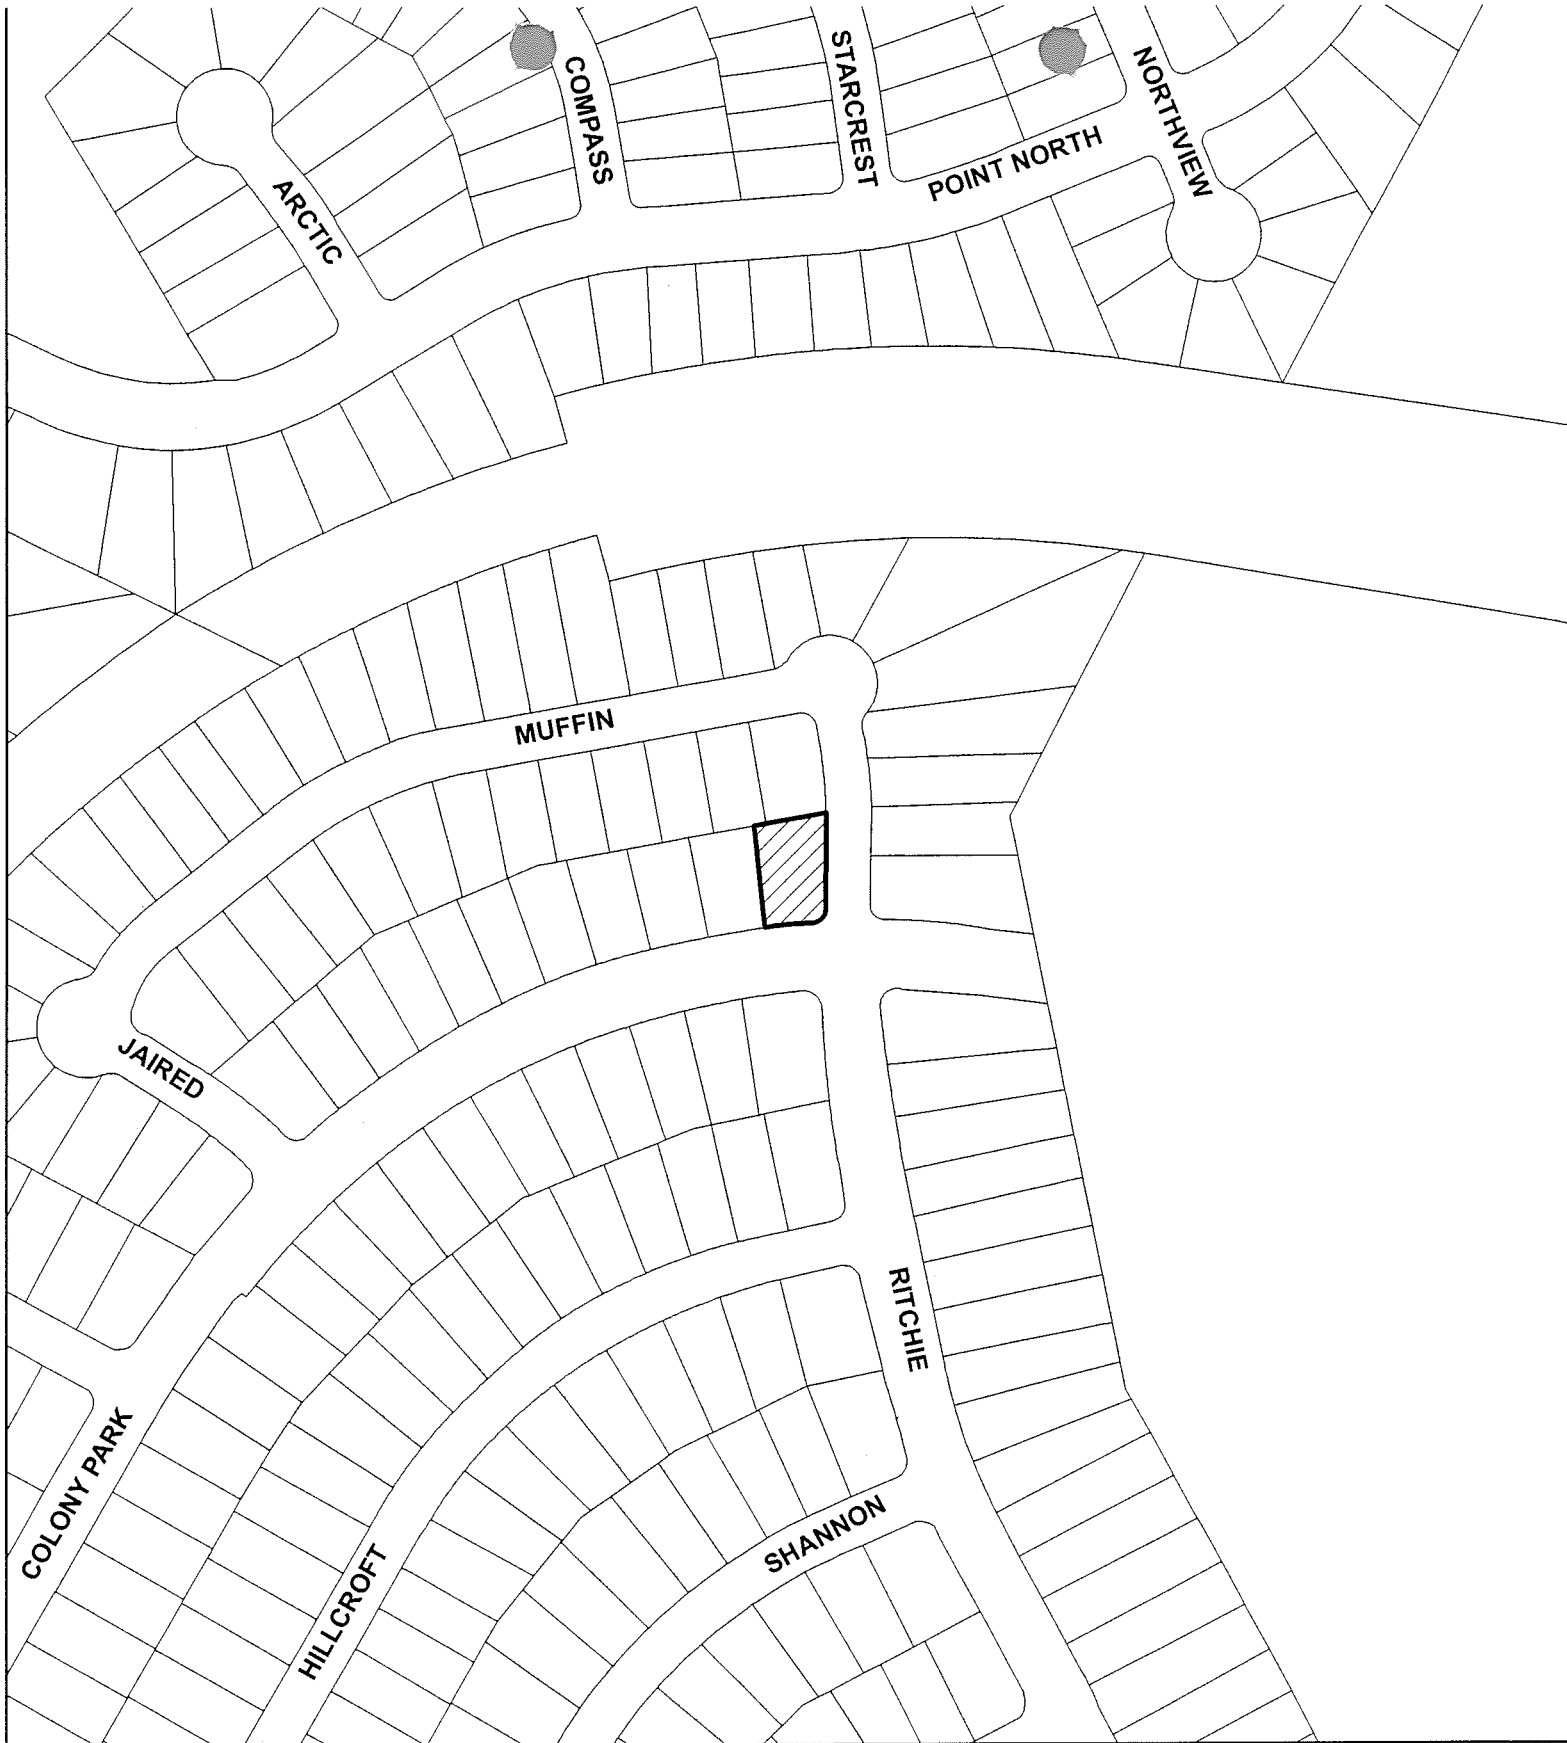 STARCREST
COMPASS
NORTHVIEW
POINT NORTH
ARCTIC
MUFFIN
JAIRED
RITCHIE
COLONY PARK
SHANNON
HILLCROFT